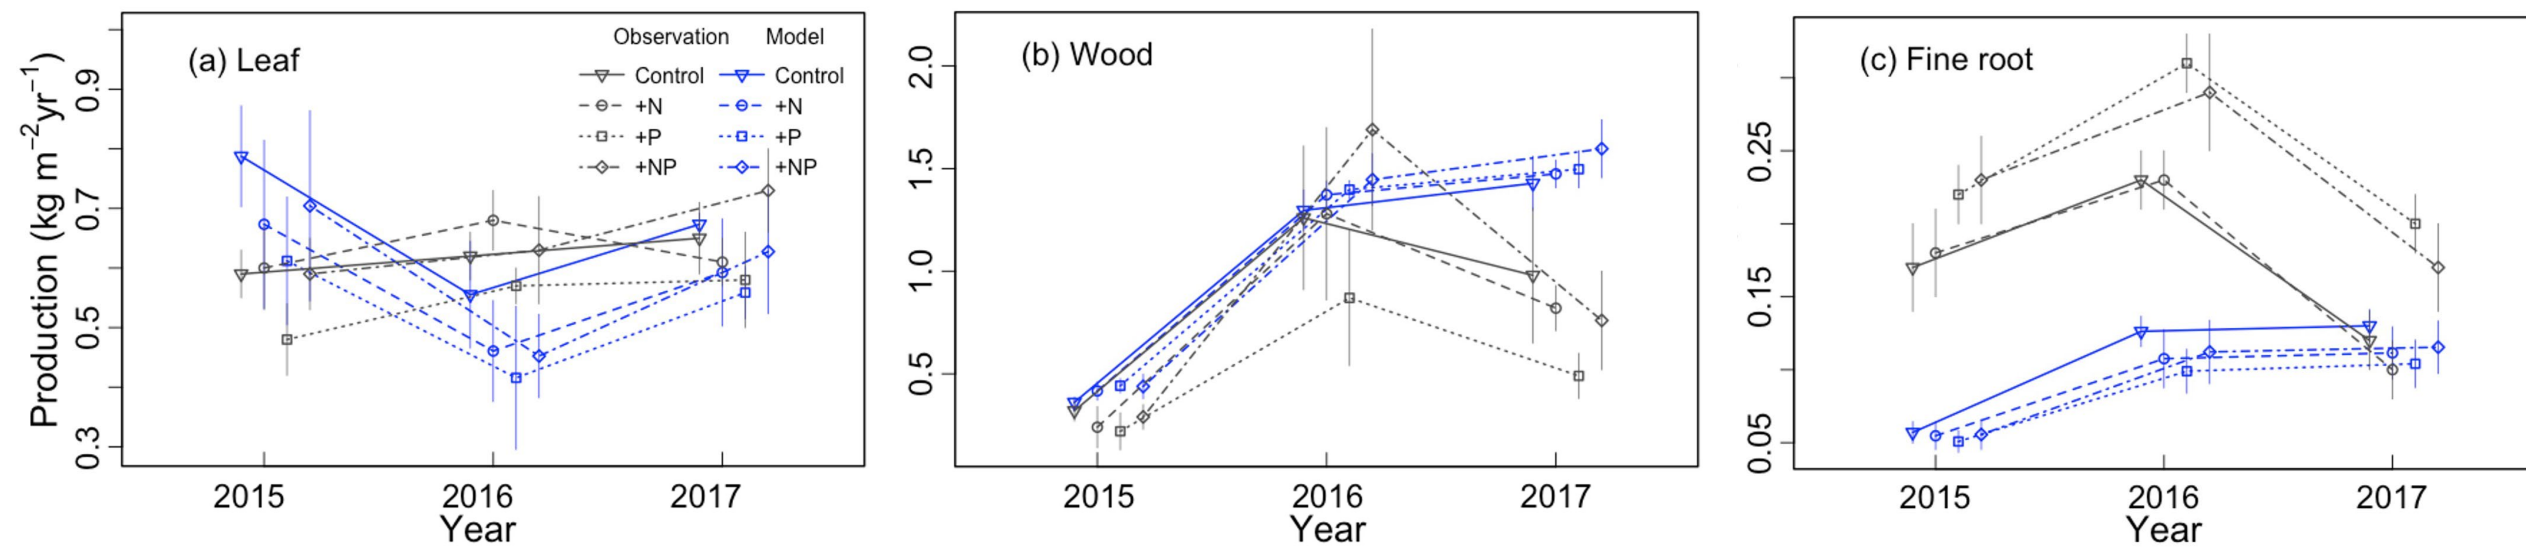 Production (kg m−2yr−1)
(a) Leaf
Observation Model
Control Control
+N +N
+P +P
+NP +NP
0.9
0.7
0.5
0.3
2015 2016 2017
Year
(b) Wood
2.0
1.5
1.0
0.5
2015 2016 2017
Year
(c) Fine root
0.25
0.15
0.05
2015 2016 2017
Year